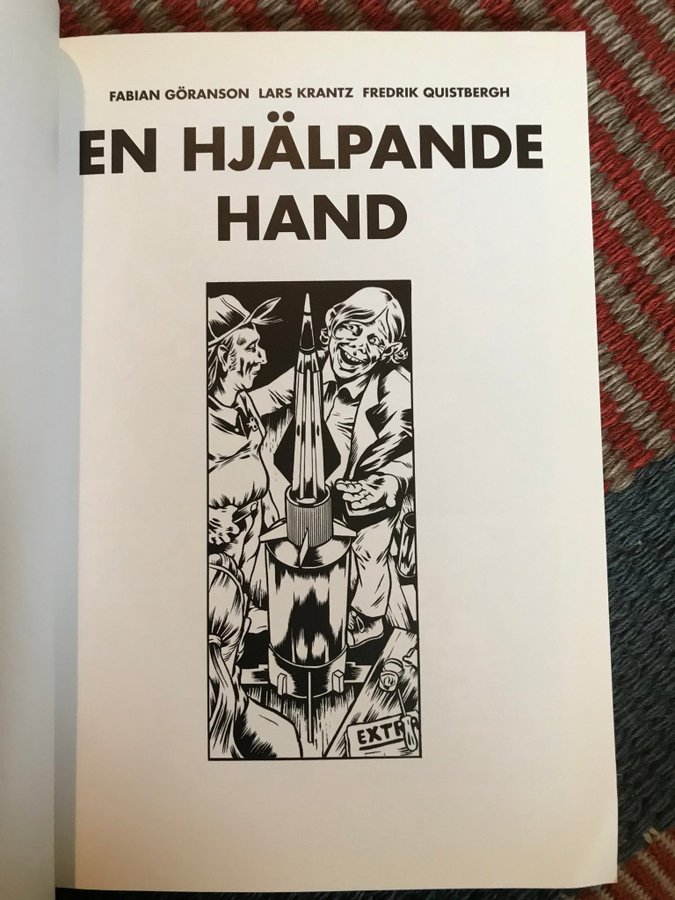 FABIAN GÖRANSON LARS KRANTZ FREDRIK QUISTBERGH
EN HJÄLPANDE
HAND